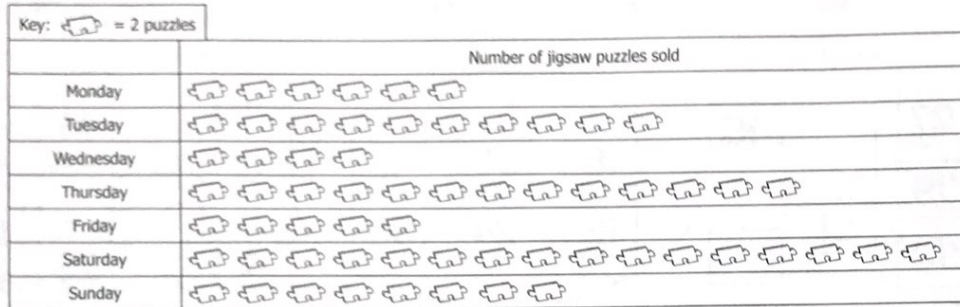 Key: = 2 puzzles
Number of jigsaw puzzles sold
Monday
Tuesday
Wednesday
Thursday
Friday
Saturday
Sunday